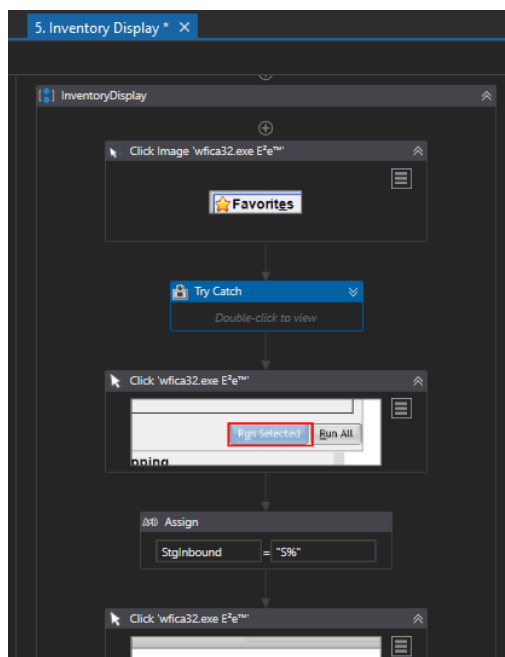 5. Inventory Display * ×
InventoryDisplay
Click Image 'wfica32.exe E²e™'
Favorites
Try Catch
Double-click to view
Click 'wfica32.exe E²e™'
Run Selected Run All
pping
A+B Assign
StgInbound = "S%"
Click 'wfica32.exe E²e™'